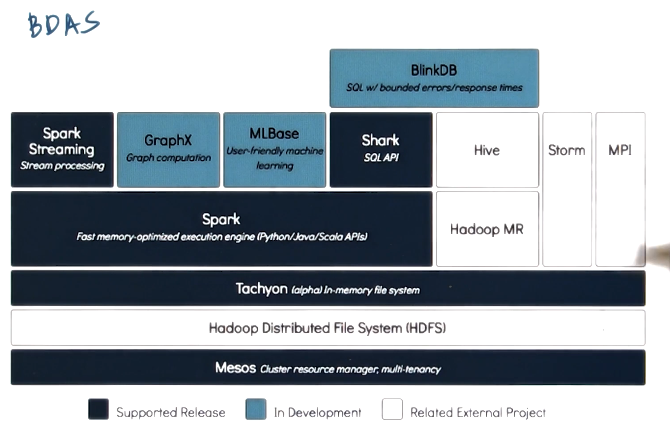 BDAS
BlinkDB
SQL w/ bounded errors/response times
Spark
Streaming
Stream processing
GraphX
Graph computation
MLBase
User-friendly machine
learning
Shark
SQL API
Hive
Storm
MPI
Spark
Fast memory-optimized execution engine (Python/Java/Scala APIs)
Hadoop MR
Tachyon (alpha) In-memory file system
Hadoop Distributed File System (HDFS)
Mesos Cluster resource manager, multi-tenancy
Supported Release
In Development
Related External Project